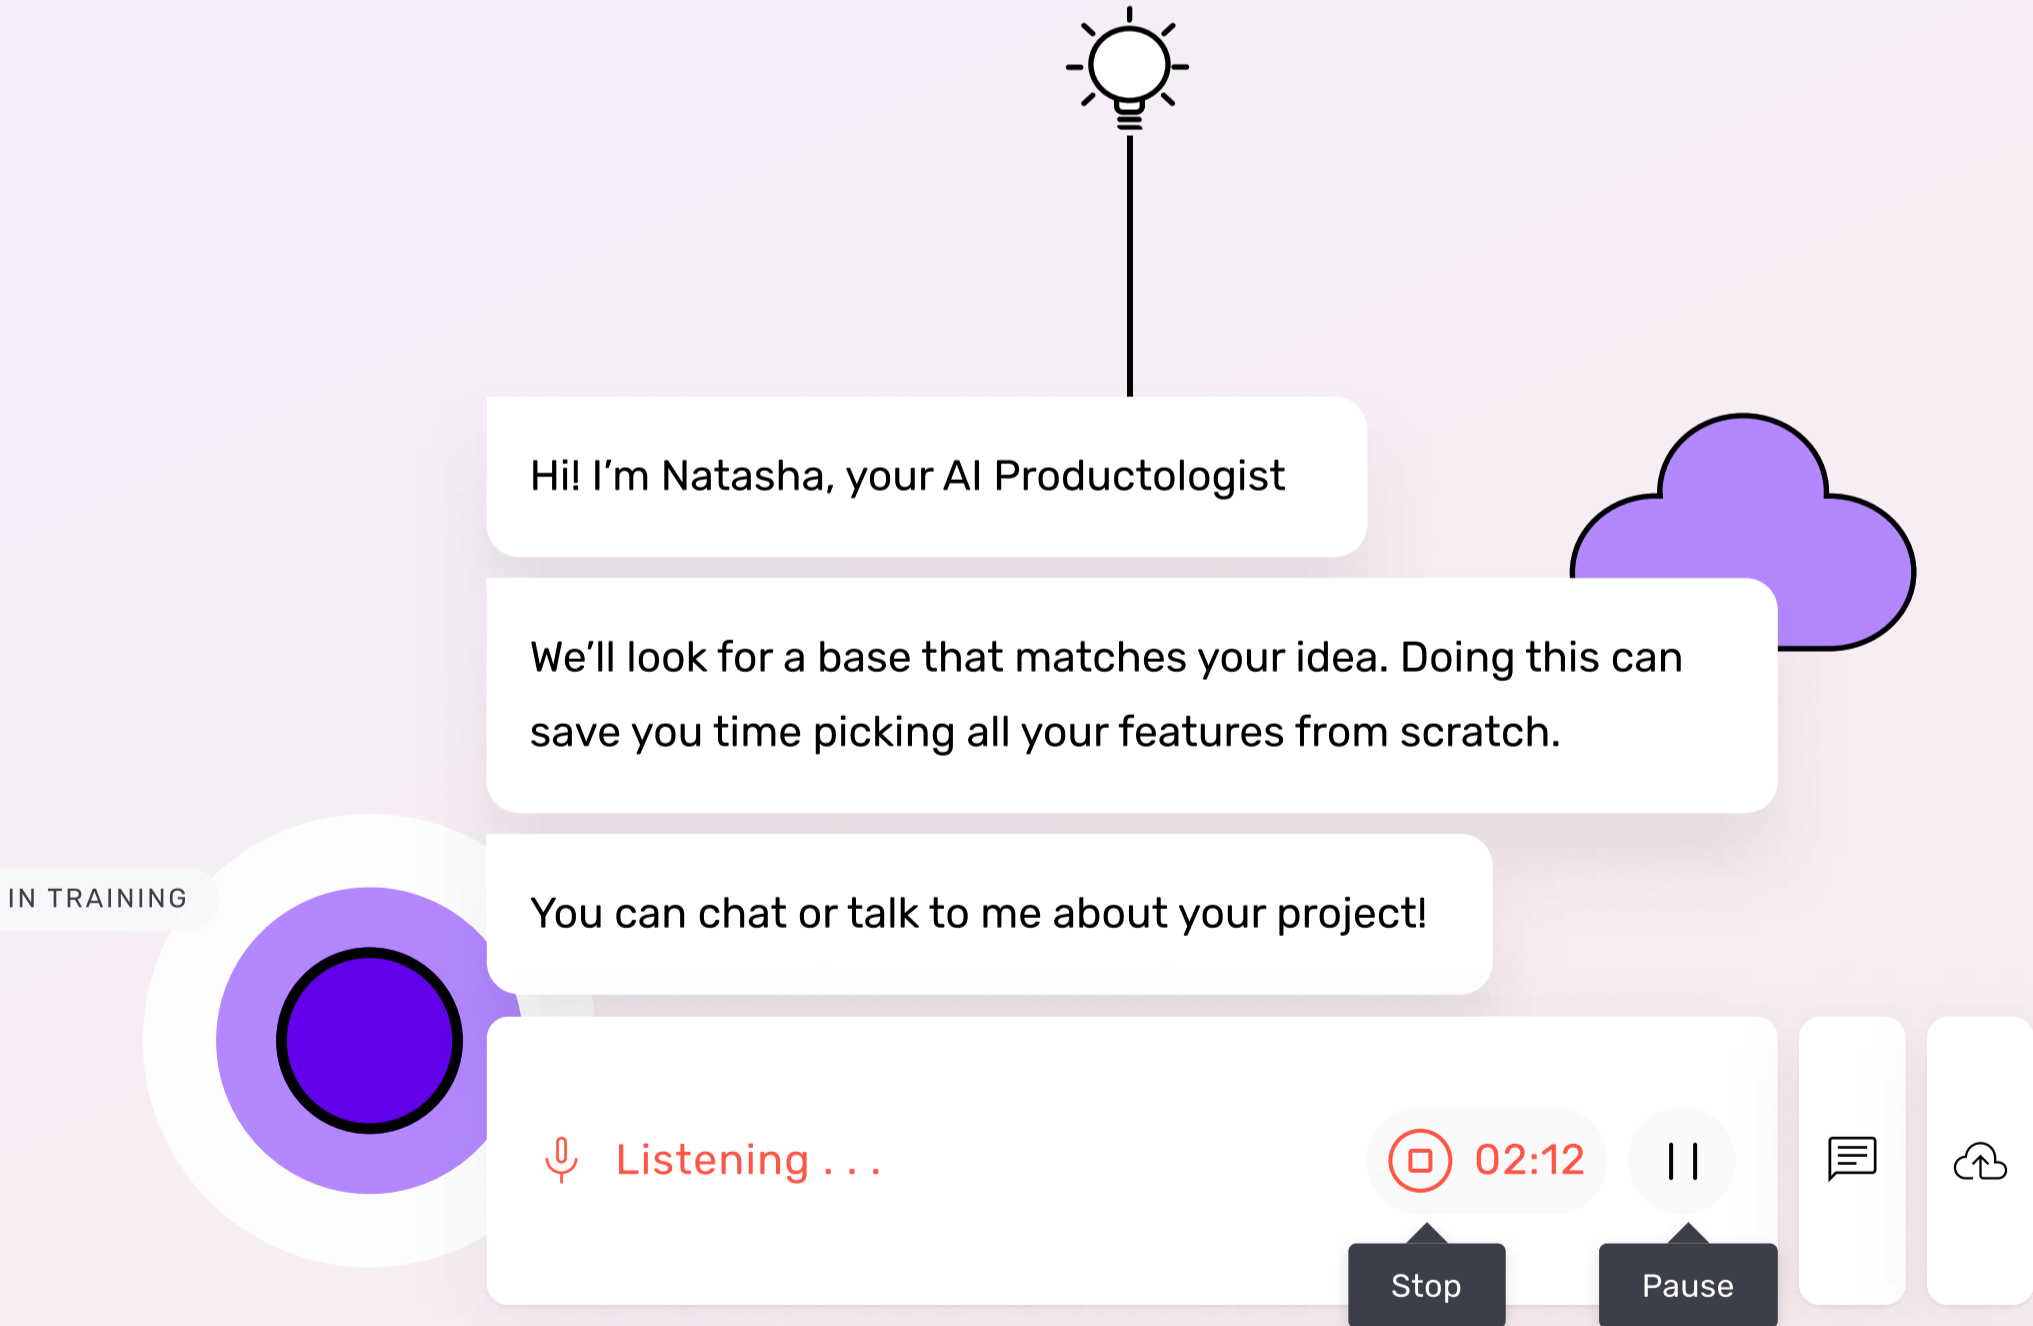 Hi! I’m Natasha, your AI Productologist
We’ll look for a base that matches your idea. Doing this can
save you time picking all your features from scratch.
IN TRAINING
You can chat or talk to me about your project!
Listening . . .
02:12
Stop
Pause